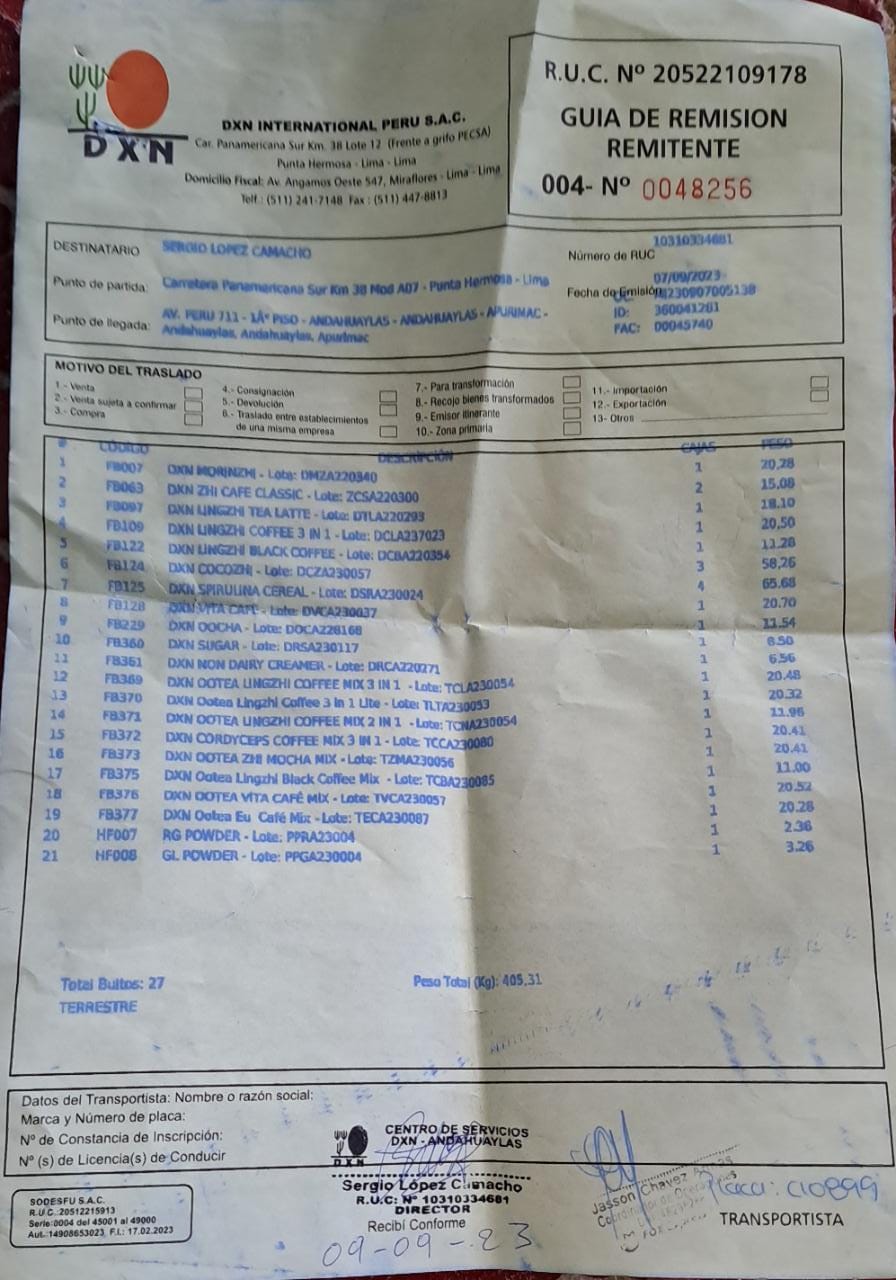 DXN
DXN INTERNATIONAL PERU S.A.C.
Car. Panamericana Sur Km. 38 Lote 12 (Frente a grifo PECSA)
Punta Hermosa - Lima - Lima
Domicilio Fiscal: Av. Angamos Oeste 547, Miraflores - Lima - Lima
Telf.: (511) 241-7148 Fax : (511) 447-8813
R.U.C. Nº 20522109178
GUIA DE REMISION
REMITENTE
004- Nº 0048256
DESTINATARIO SERGIO LOPEZ CAMACHO
Número de RUC 10310334681
Punto de partida: Carretera Panamericana Sur Km 38 Mod A07 - Punta Hermosa - Lima
Fecha de Emisión 07/09/2023
230907005138
Punto de llegada: AV. PERU 711 - 1Âº PISO - ANDAHUAYLAS - ANDAHUAYLAS - APURIMAC -
Andahuaylas, Andahuaylas, Apurimac
ID: 360041281
FAC: 00045740
MOTIVO DEL TRASLADO
1.- Venta
2.- Venta sujeta a confirmar
3.- Compra
4.- Consignación
5.- Devolución
6.- Traslado entre establecimientos
de una misma empresa
7.- Para transformación
8.- Recojo bienes transformados
9.- Emisor itinerante
10.- Zona primaria
11.- Importación
12.- Exportación
13- Otros
# CÓDIGO DESCRIPCIÓN CAJAS PESO
1 FB007 DXN MORINZHI - Lote: DMZA220340 1 20,28
2 FB063 DXN ZHI CAFE CLASSIC - Lote: ZCSA220300 2 15.08
3 FB097 DXN LINGZHI TEA LATTE - Lote: DTLA220293 1 18.10
4 FB109 DXN LINGZHI COFFEE 3 IN 1 - Lote: DCLA237023 1 20,50
5 FB122 DXN LINGZHI BLACK COFFEE - Lote: DCBA220354 1 11.28
6 FB124 DXN COCOZHI - Lote: DCZA230057 3 58,26
7 FB125 DXN SPIRULINA CEREAL - Lote: DSRA230024 4 65.68
8 FB128 DXN VITA CAFÉ - Lote: DVCA230037 1 20.70
9 FB229 DXN OOCHA - Lote: DOCA228168 1 11.54
10 FB360 DXN SUGAR - Lote: DRSA230117 1 6.50
11 FB361 DXN NON DAIRY CREAMER - Lote: DRCA220271 1 6,56
12 FB369 DXN OOTEA LINGZHI COFFEE MIX 3 IN 1 - Lote: TCLA230054 1 20.48
13 FB370 DXN Ootea Lingzhi Coffee 3 in 1 Lite - Lote: TLTA230053 1 20.32
14 FB371 DXN OOTEA LINGZHI COFFEE MIX 2 IN 1 - Lote: TCNA230054 1 11.96
15 FB372 DXN CORDYCEPS COFFEE MIX 3 IN 1 - Lote: TCCA230080 1 20.41
16 FB373 DXN OOTEA ZHI MOCHA MIX - Lote: TZMA230056 1 20.41
17 FB375 DXN Ootea Lingzhi Black Coffee Mix - Lote: TCBA230085 1 11.00
18 FB376 DXN OOTEA VITA CAFÉ MIX - Lote: TVCA230057 1 20.52
19 FB377 DXN Ootea Eu Café Mix - Lote: TECA230087 1 20.28
20 HF007 RG POWDER - Lote: PPRA23004 1 2.36
21 HF008 GL POWDER - Lote: PPGA230004 1 3.26
Total Bultos: 27 Peso Total (Kg): 405,31
TERRESTRE
Datos del Transportista: Nombre o razón social:
Marca y Número de placa:
Nº de Constancia de Inscripción:
Nº (s) de Licencia(s) de Conducir
DXN
CENTRO DE SERVICIOS
DXN - ANDAHUAYLAS
Sergio López Camacho
R.U.C: Nº 10310334681
DIRECTOR
Recibí Conforme
09-09-23
Jasson Chavez
Coordinador de Operaciones
Placa: C10899
TRANSPORTISTA
SODESFU S.A.C.
R.U.C. 20512215913
Serie:0004 del 45001 al 49000
Aut.:14908653023 F.I.: 17.02.2023